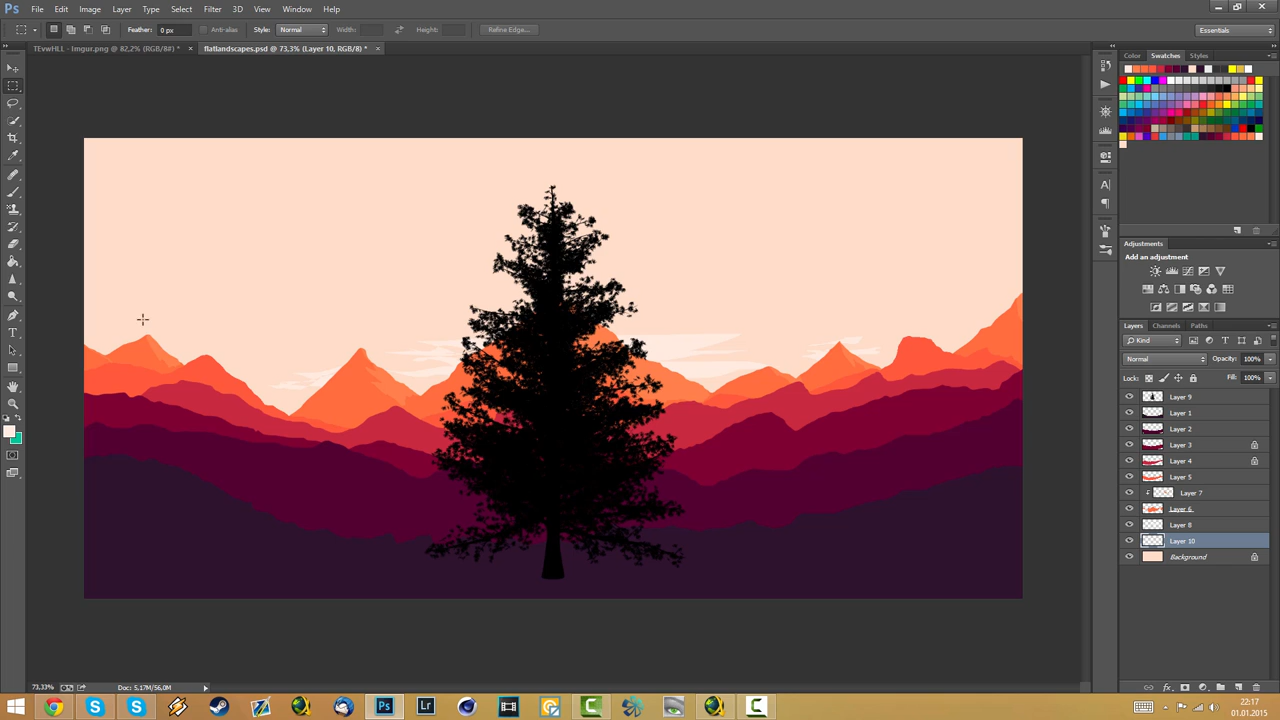 Ps File Edit Image Layer Type Select Filter 3D View Window Help
Feather: 0 px Anti-alias Style: Normal Width: Height: Refine Edge... Essentials
TEvwHLL - Imgur.png @ 82,2% (RGB/8#) * × flatlandscapes.psd @ 73,3% (Layer 10, RGB/8) * ×
Color Swatches Styles
Adjustments
Add an adjustment
Layers Channels Paths
Kind
Normal Opacity: 100%
Lock: Fill: 100%
Layer 9
Layer 1
Layer 2
Layer 3
Layer 4
Layer 5
Layer 7
Layer 6
Layer 8
Layer 10
Background
73,33% Doc: 5,17M/56,0M
Ps Lr
22:17
01.01.2015